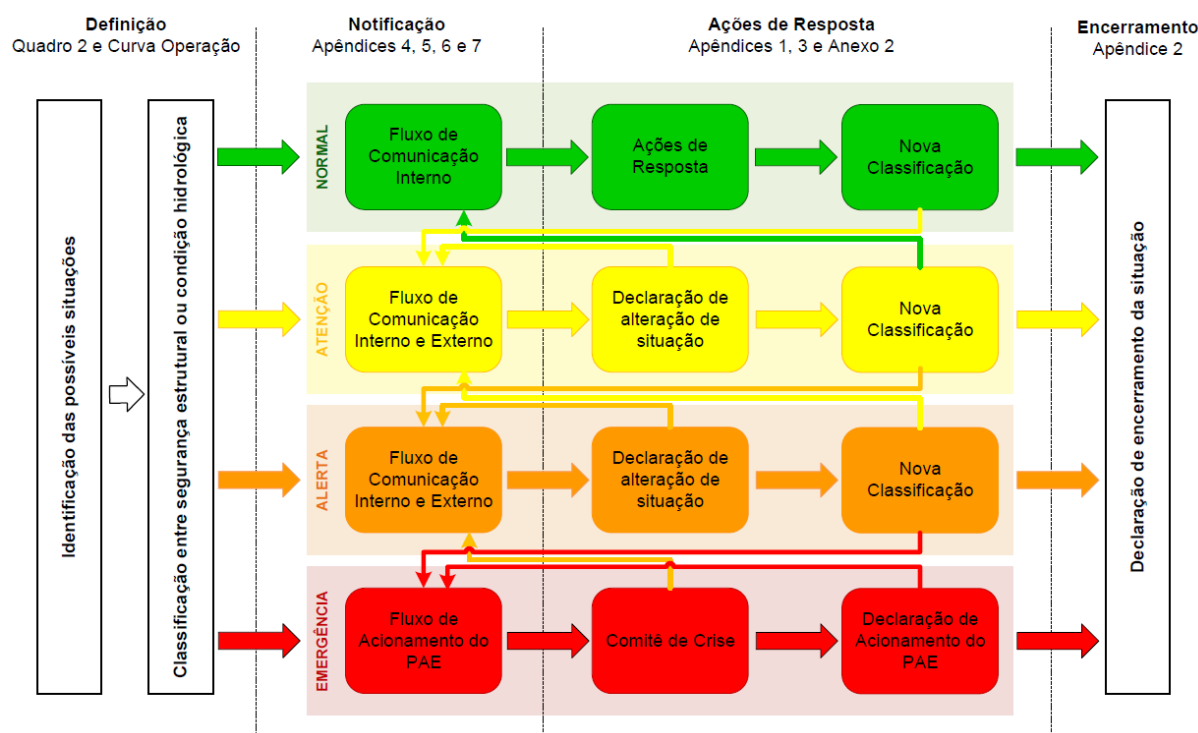 Definição
Quadro 2 e Curva Operação
Notificação
Apêndices 4, 5, 6 e 7
Ações de Resposta
Apêndices 1, 3 e Anexo 2
Encerramento
Apêndice 2
Identificação das possíveis situações
Classificação entre segurança estrutural ou condição hidrológica
NORMAL
Fluxo de
Comunicação
Interno
Ações de
Resposta
Nova
Classificação
ATENÇÃO
Fluxo de
Comunicação
Interno e Externo
Declaração de
alteração de
situação
Nova
Classificação
ALERTA
Fluxo de
Comunicação
Interno e Externo
Declaração de
alteração de
situação
Nova
Classificação
EMERGÊNCIA
Fluxo de
Acionamento do
PAE
Comitê de Crise
Declaração de
Acionamento do
PAE
Declaração de encerramento da situação